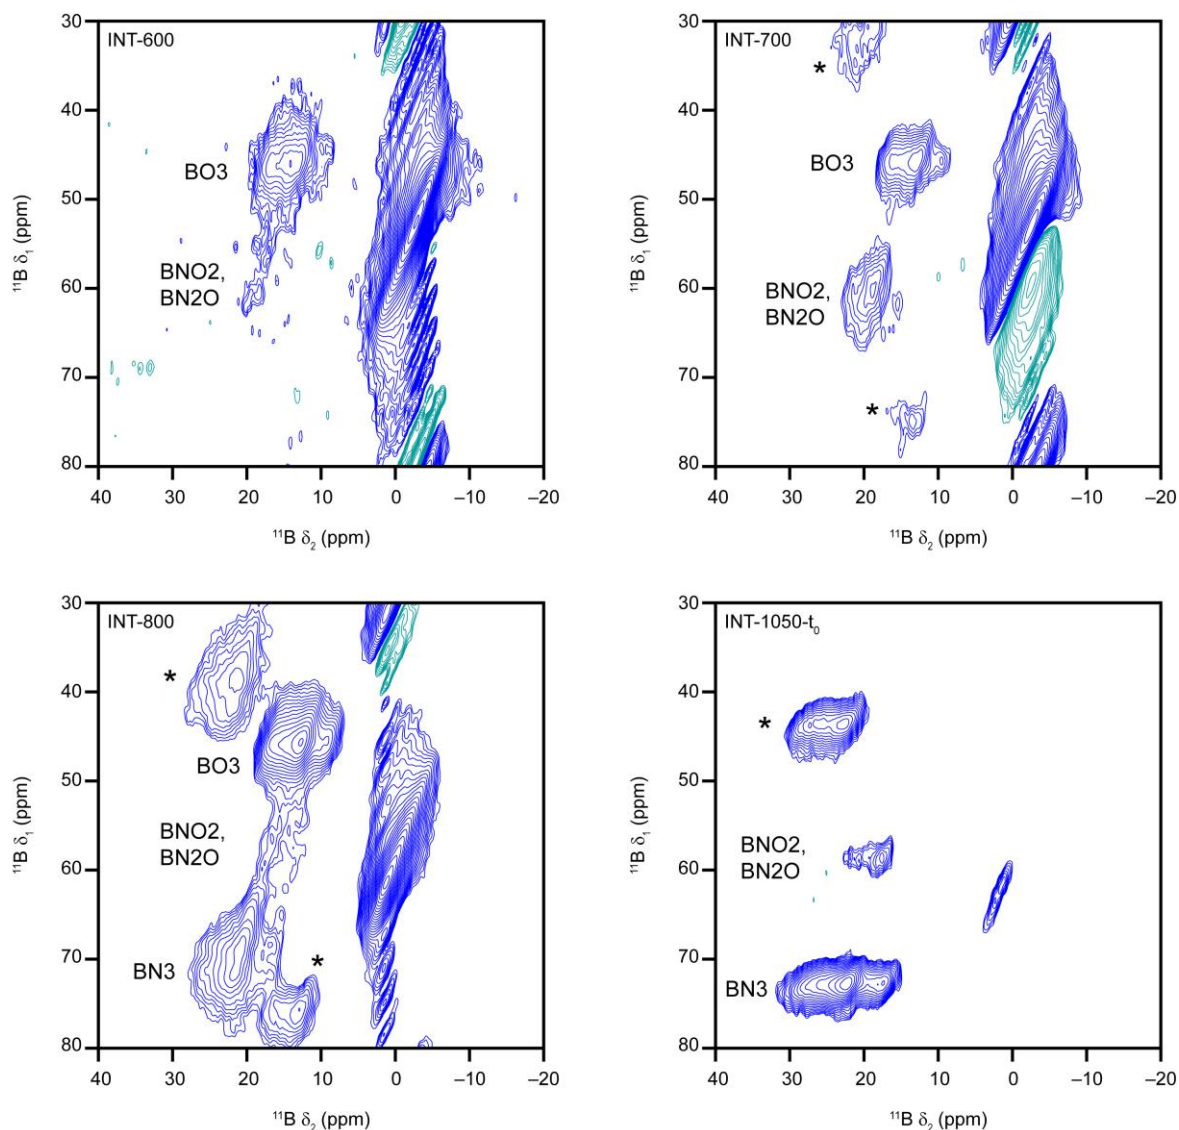 INT-600
30
40
50
60
70
80
¹¹B δ₁ (ppm)
BO3
BNO2,
BN2O
40 30 20 10 0 –10 –20
¹¹B δ₂ (ppm)
INT-700
30
40
50
60
70
80
¹¹B δ₁ (ppm)
*
BO3
BNO2,
BN2O
*
40 30 20 10 0 –10 –20
¹¹B δ₂ (ppm)
INT-800
30
40
50
60
70
80
¹¹B δ₁ (ppm)
*
BO3
BNO2,
BN2O
*
BN3
40 30 20 10 0 –10 –20
¹¹B δ₂ (ppm)
INT-1050-t₀
30
40
50
60
70
80
¹¹B δ₁ (ppm)
*
BNO2,
BN2O
BN3
40 30 20 10 0 –10 –20
¹¹B δ₂ (ppm)